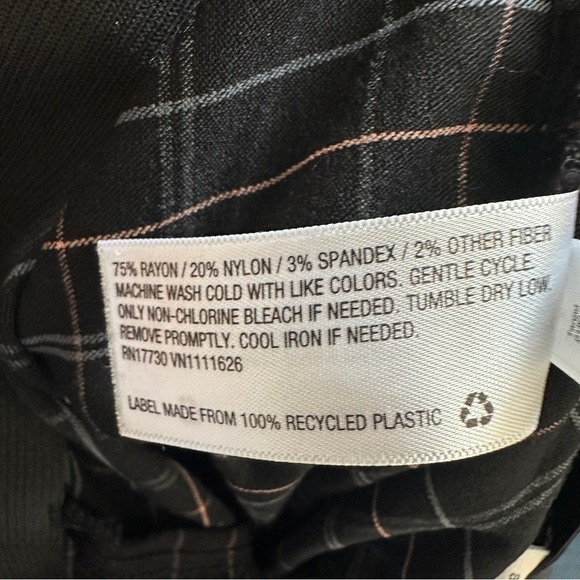 75% RAYON / 20% NYLON / 3% SPANDEX / 2% OTHER FIBER
MACHINE WASH COLD WITH LIKE COLORS. GENTLE CYCLE.
ONLY NON-CHLORINE BLEACH IF NEEDED. TUMBLE DRY LOW.
REMOVE PROMPTLY. COOL IRON IF NEEDED.
RN17730 VN1111626
LABEL MADE FROM 100% RECYCLED PLASTIC